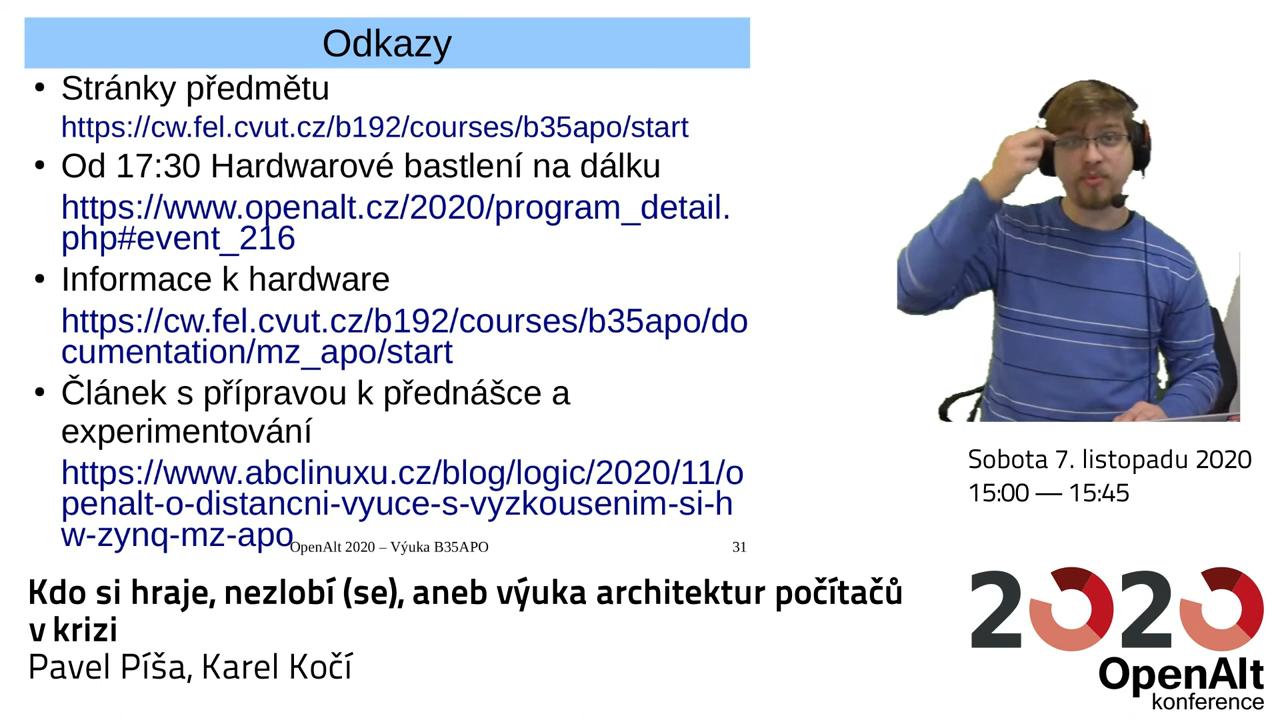 Odkazy
• Stránky předmětu
https://cw.fel.cvut.cz/b192/courses/b35apo/start
• Od 17:30 Hardwarové bastlení na dálku
https://www.openalt.cz/2020/program_detail.
php#event_216
• Informace k hardware
https://cw.fel.cvut.cz/b192/courses/b35apo/do
cumentation/mz_apo/start
• Článek s přípravou k přednášce a
experimentování
https://www.abclinuxu.cz/blog/logic/2020/11/o
penalt-o-distancni-vyuce-s-vyzkousenim-si-h
w-zynq-mz-apo
OpenAlt 2020 – Výuka B35APO 31
Sobota 7. listopadu 2020
15:00 — 15:45
Kdo si hraje, nezlobí (se), aneb výuka architektur počítačů
v krizi
Pavel Píša, Karel Kočí
2020
OpenAlt
konference